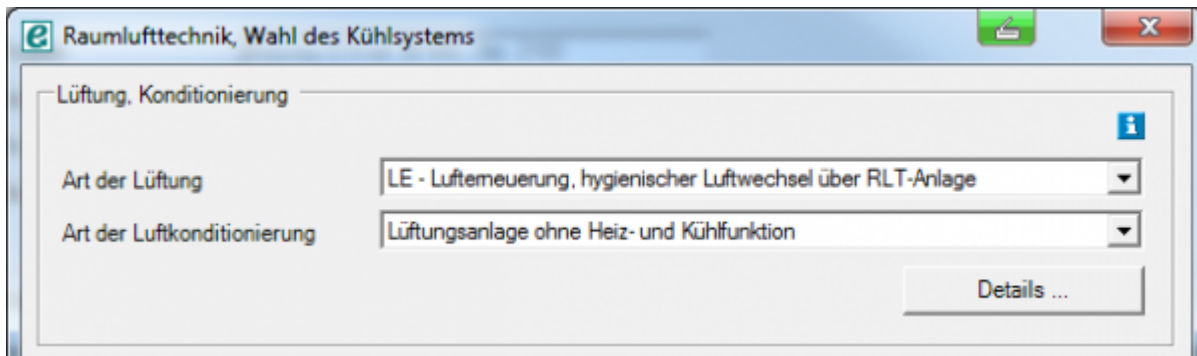 Raumlufttechnik, Wahl des Kühlsystems
Lüftung, Konditionierung
Art der Lüftung
LE - Lufterneuerung, hygienischer Luftwechsel über RLT-Anlage
Art der Luftkonditionierung
Lüftungsanlage ohne Heiz- und Kühlfunktion
Details ...